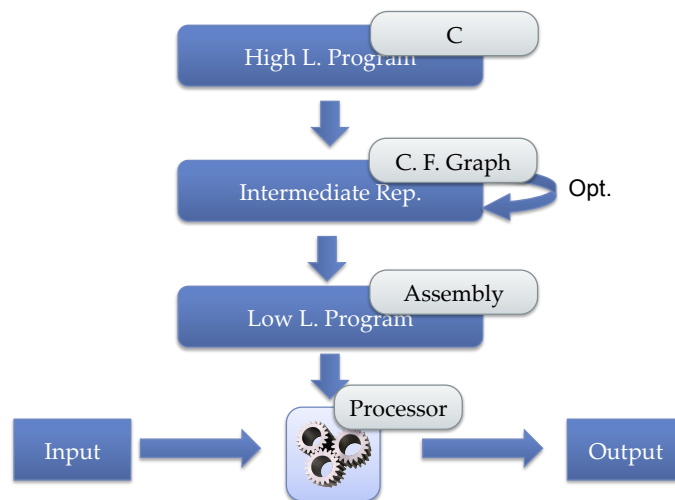 C
High L. Program
C. F. Graph
Intermediate Rep.
Opt.
Assembly
Low L. Program
Processor
Input
Output